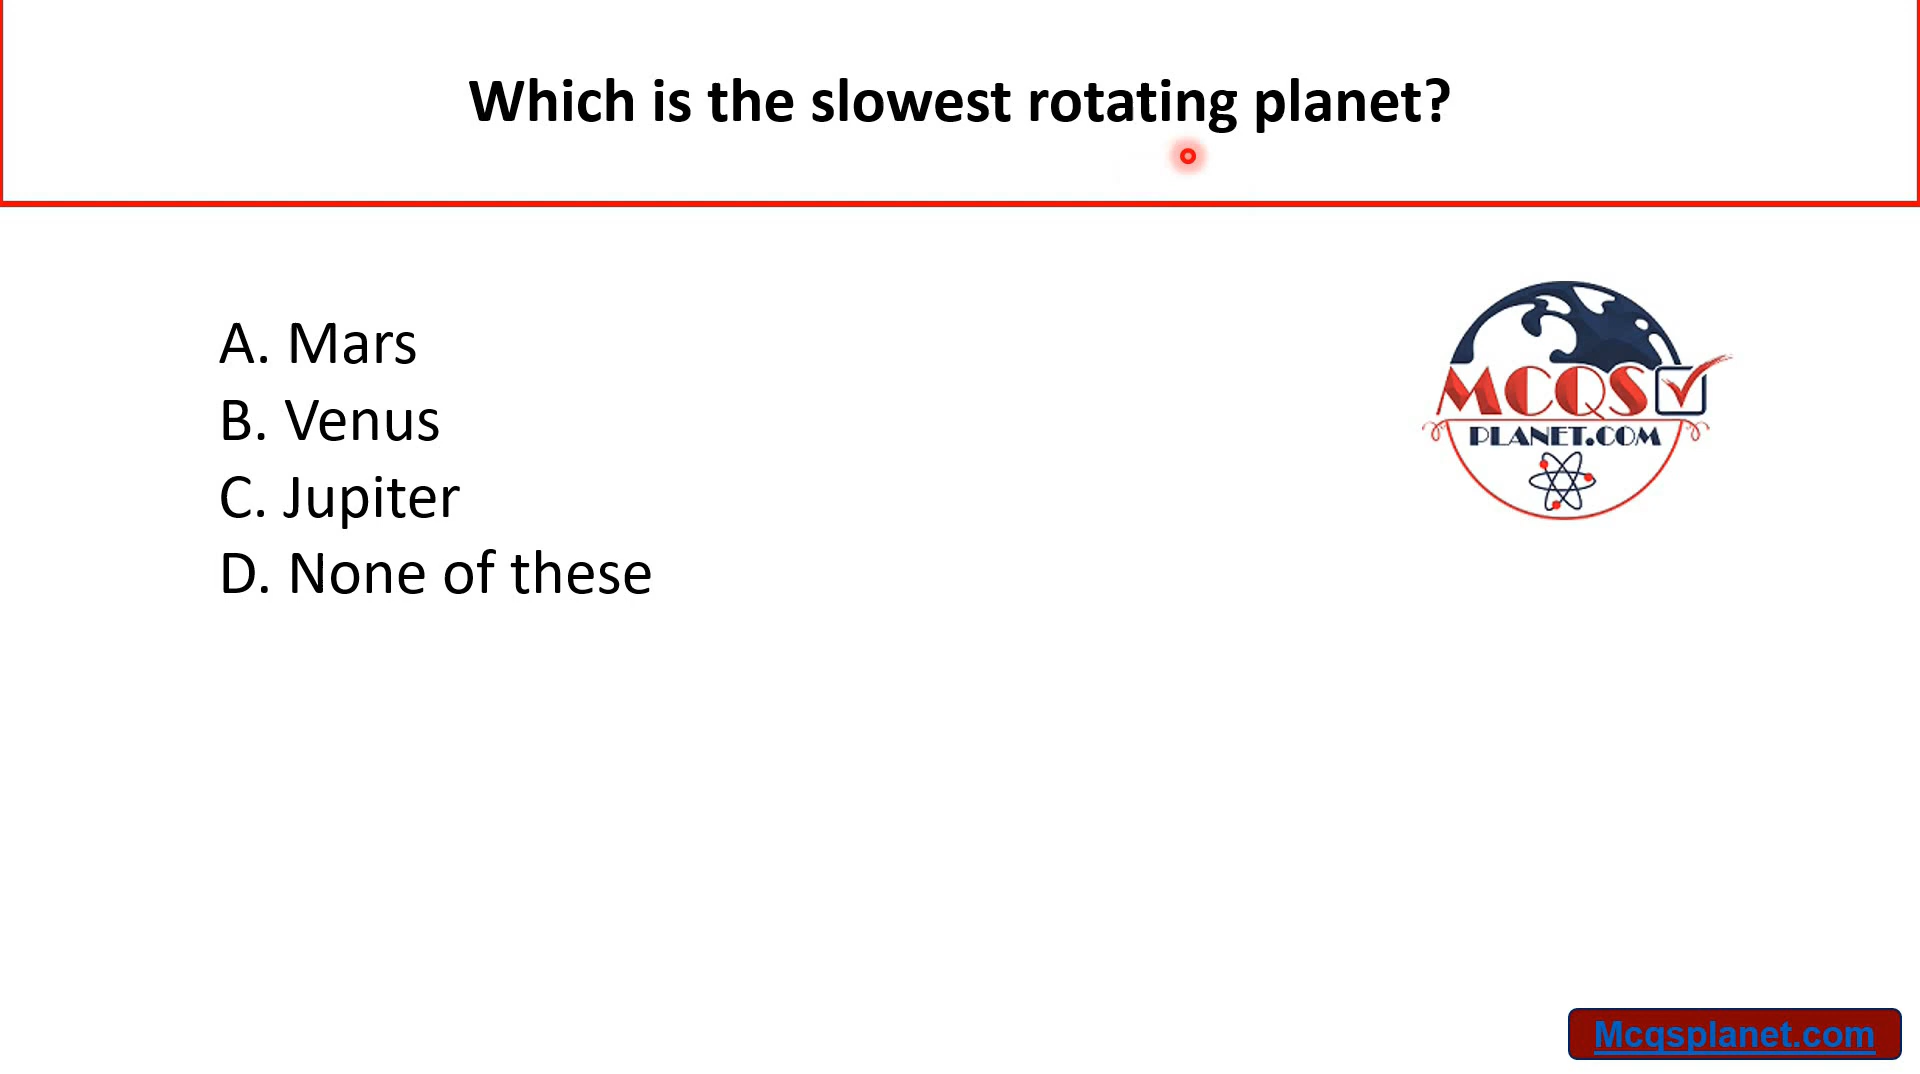 Which is the slowest rotating planet?
A. Mars
B. Venus
C. Jupiter
D. None of these
MCQS
PLANET.COM
Mcqsplanet.com